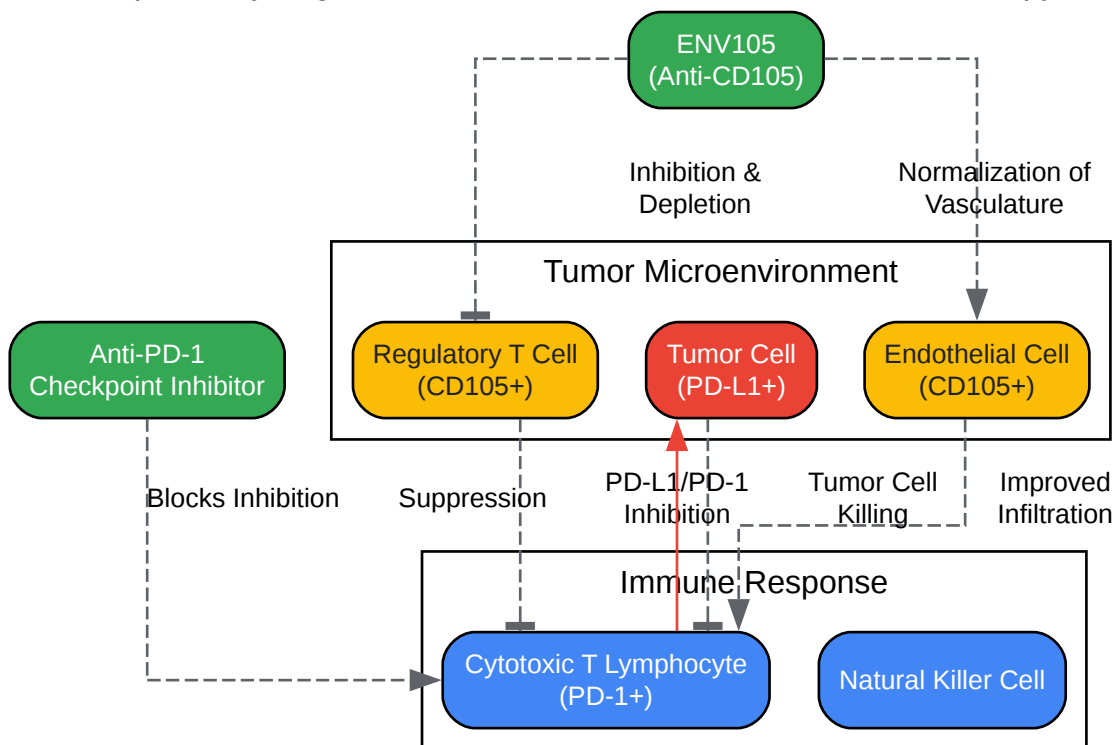 ENV105
(Anti-CD105)
Inhibition &
Depletion
Normalization of
Vasculature
Tumor Microenvironment
Anti-PD-1
Checkpoint Inhibitor
Regulatory T Cell
(CD105+)
Tumor Cell
(PD-L1+)
Endothelial Cell
(CD105+)
Blocks Inhibition
Suppression
PD-L1/PD-1
Inhibition
Tumor Cell
Killing
Improved
Infiltration
Immune Response
Cytotoxic T Lymphocyte
(PD-1+)
Natural Killer Cell